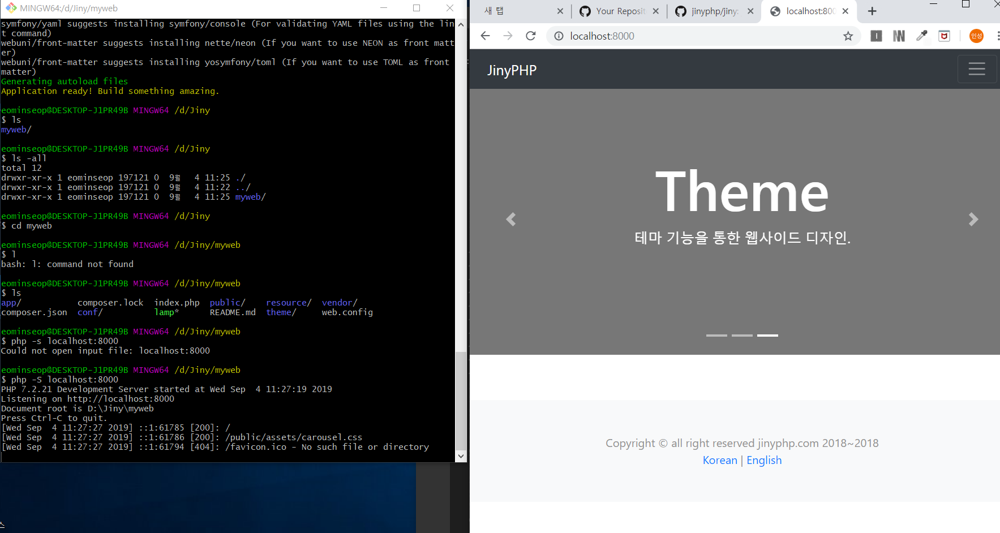 MINGW64:/d/Jiny/myweb
symfony/yaml suggests installing symfony/console (For validating YAML files using the lin
t command)
webuni/front-matter suggests installing nette/neon (If you want to use NEON as front matt
er)
webuni/front-matter suggests installing yosymfony/toml (If you want to use TOML as front
matter)
Generating autoload files
Application ready! Build something amazing.
eominseop@DESKTOP-J1PR49B MINGW64 /d/Jiny
$ ls
myweb/
eominseop@DESKTOP-J1PR49B MINGW64 /d/Jiny
$ ls -all
total 12
drwxr-xr-x 1 eominseop 197121 0  9월   4 11:25 ./
drwxr-xr-x 1 eominseop 197121 0  9월   4 11:22 ../
drwxr-xr-x 1 eominseop 197121 0  9월   4 11:25 myweb/
eominseop@DESKTOP-J1PR49B MINGW64 /d/Jiny
$ cd myweb
eominseop@DESKTOP-J1PR49B MINGW64 /d/Jiny/myweb
$ l
bash: l: command not found
eominseop@DESKTOP-J1PR49B MINGW64 /d/Jiny/myweb
$ ls
app/           composer.lock  index.php  public/    resource/  vendor/
composer.json  conf/          lamp*      README.md  theme/     web.config
eominseop@DESKTOP-J1PR49B MINGW64 /d/Jiny/myweb
$ php -s localhost:8000
Could not open input file: localhost:8000
eominseop@DESKTOP-J1PR49B MINGW64 /d/Jiny/myweb
$ php -S localhost:8000
PHP 7.2.21 Development Server started at Wed Sep  4 11:27:19 2019
Listening on http://localhost:8000
Document root is D:\Jiny\myweb
Press Ctrl-C to quit.
[Wed Sep  4 11:27:27 2019] ::1:61785 [200]: /
[Wed Sep  4 11:27:27 2019] ::1:61786 [200]: /public/assets/carousel.css
[Wed Sep  4 11:27:27 2019] ::1:61794 [404]: /favicon.ico - No such file or directory
스
새 탭
Your Reposit
jinyphp/jiny:
localhost:800
localhost:8000
인성
JinyPHP
Theme
테마 기능을 통한 웹사이드 디자인.
Copyright © all right reserved jinyphp.com 2018~2018
Korean | English